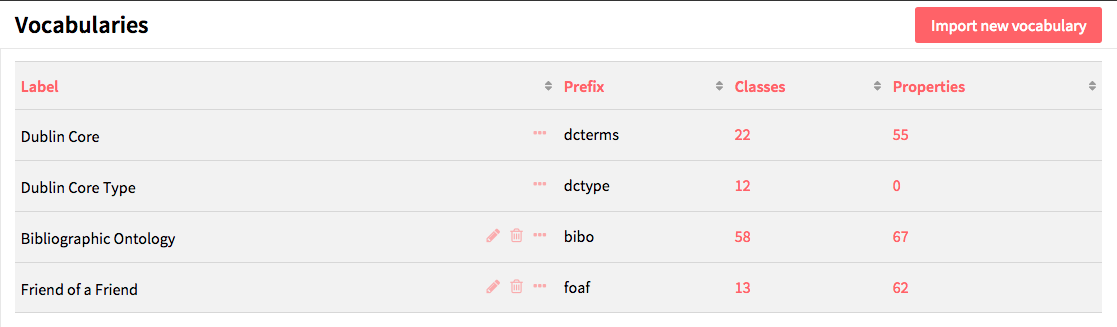 Vocabularies Import new vocabulary
Label Prefix Classes Properties
Dublin Core dcterms 22 55
Dublin Core Type dctype 12 0
Bibliographic Ontology bibo 58 67
Friend of a Friend foaf 13 62